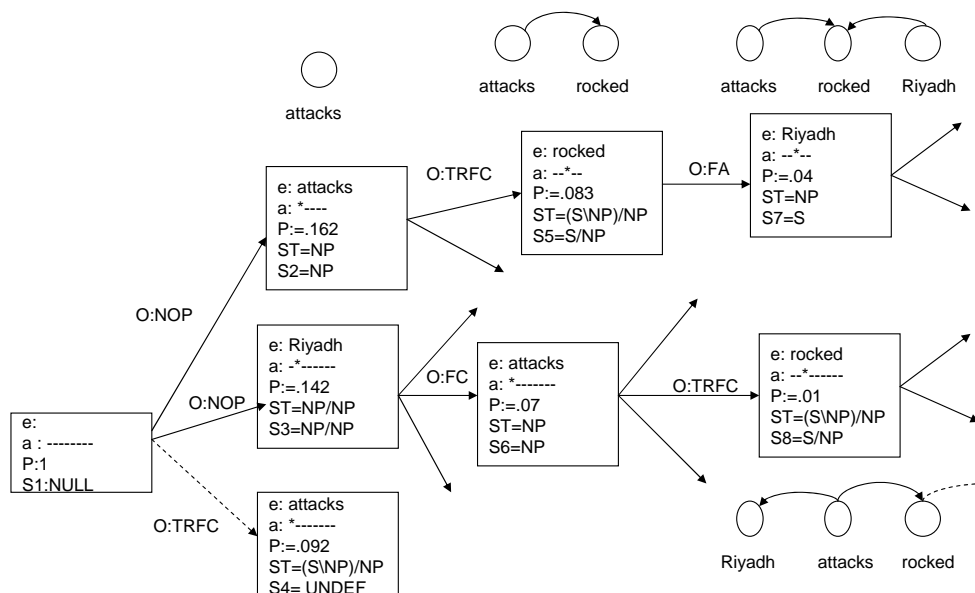 attacks
attacks rocked
attacks rocked Riyadh
e: attacks
a: *----
P:=.162
ST=NP
S2=NP
O:TRFC
e: rocked
a: --*--
P:=.083
ST=(S\NP)/NP
S5=S/NP
O:FA
e: Riyadh
a: --*--
P:=.04
ST=NP
S7=S
O:NOP
O:NOP
e: Riyadh
a: -*------
P:=.142
ST=NP/NP
S3=NP/NP
O:FC
e: attacks
a: *-------
P:=.07
ST=NP
S6=NP
O:TRFC
e: rocked
a: --*------
P:=.01
ST=(S\NP)/NP
S8=S/NP
e:
a : --------
P:1
S1:NULL
O:TRFC
e: attacks
a: *-------
P:=.092
ST=(S\NP)/NP
S4= UNDEF
Riyadh attacks rocked